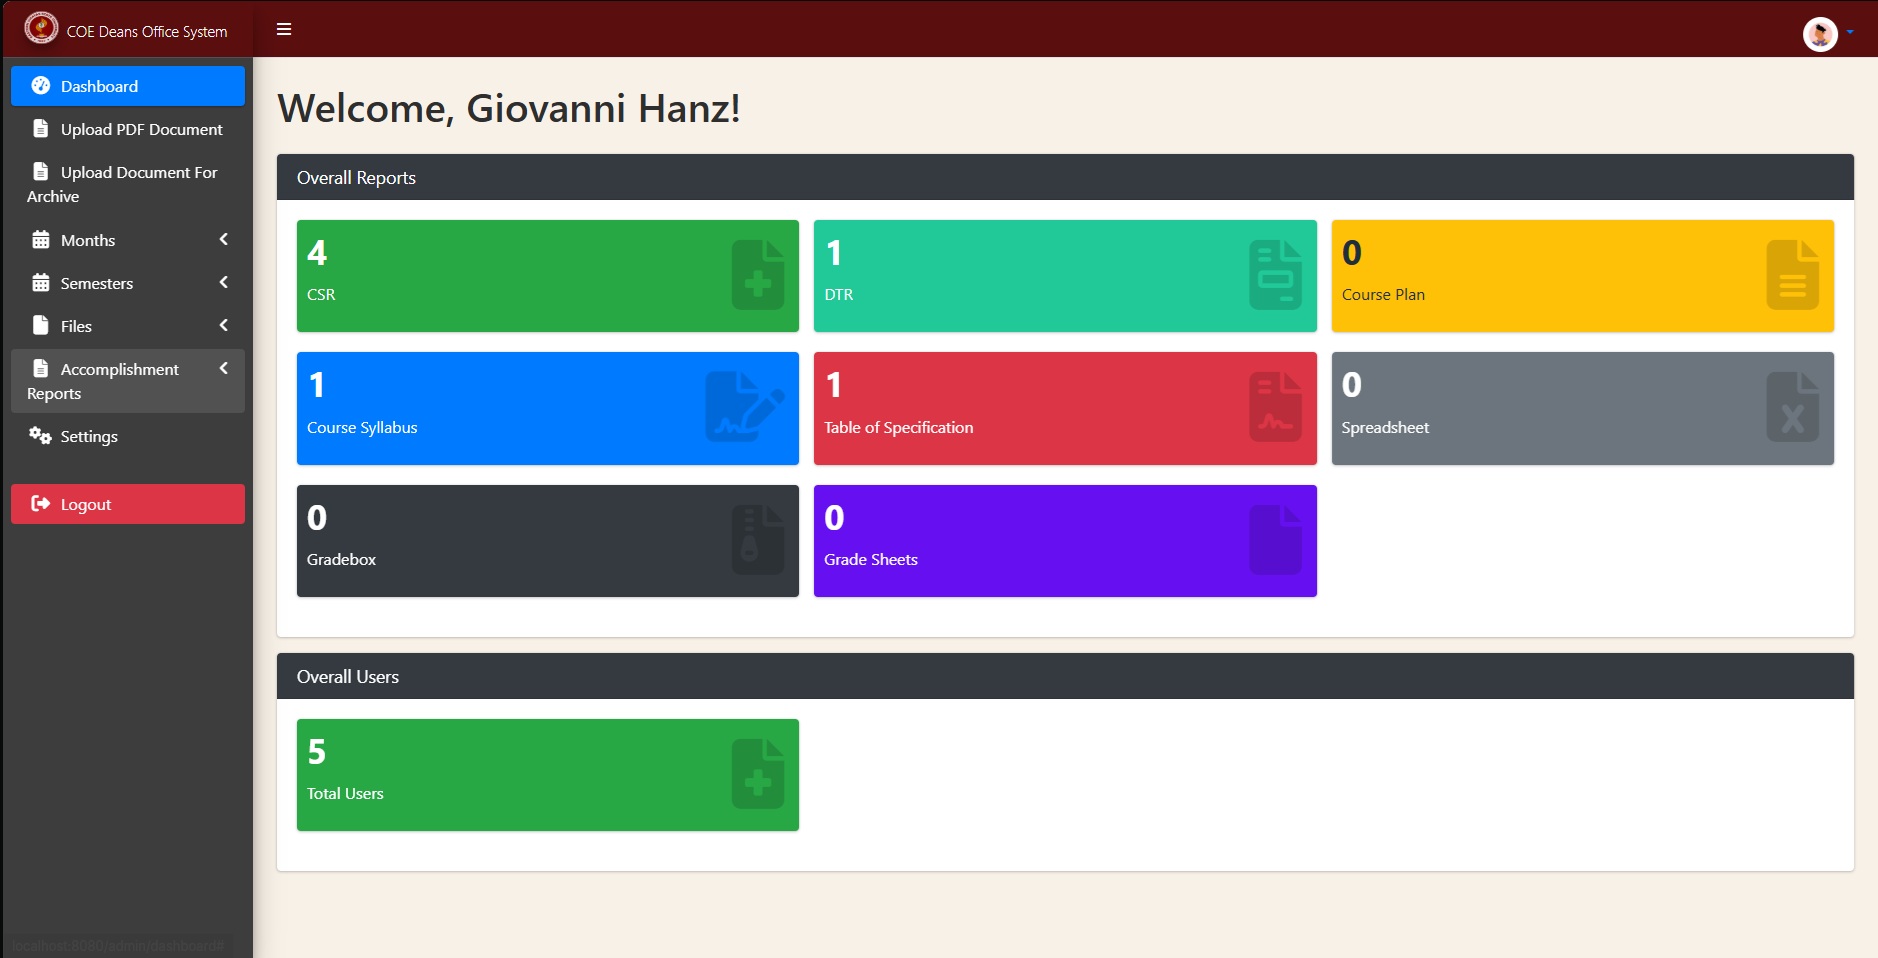 COE Deans Office System
Dashboard
Upload PDF Document
Upload Document For
Archive
Months
Semesters
Files
Accomplishment
Reports
Settings
Logout
Welcome, Giovanni Hanz!
Overall Reports
4
CSR
1
DTR
0
Course Plan
1
Course Syllabus
1
Table of Specification
0
Spreadsheet
0
Gradebox
0
Grade Sheets
Overall Users
5
Total Users
localhost:8080/admin/dashboard#